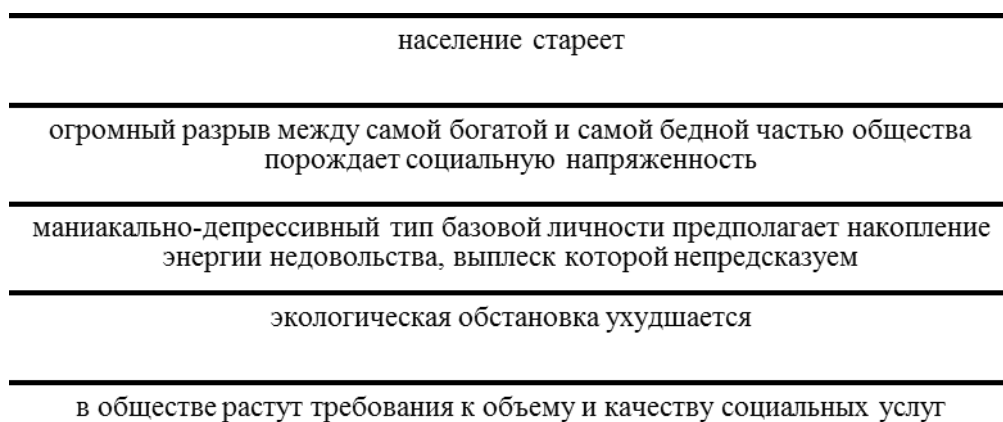 население стареет
огромный разрыв между самой богатой и самой бедной частью общества
порождает социальную напряженность
маниакально-депрессивный тип базовой личности предполагает накопление
энергии недовольства, выплеск которой непредсказуем
экологическая обстановка ухудшается
в обществе растут требования к объему и качеству социальных услуг